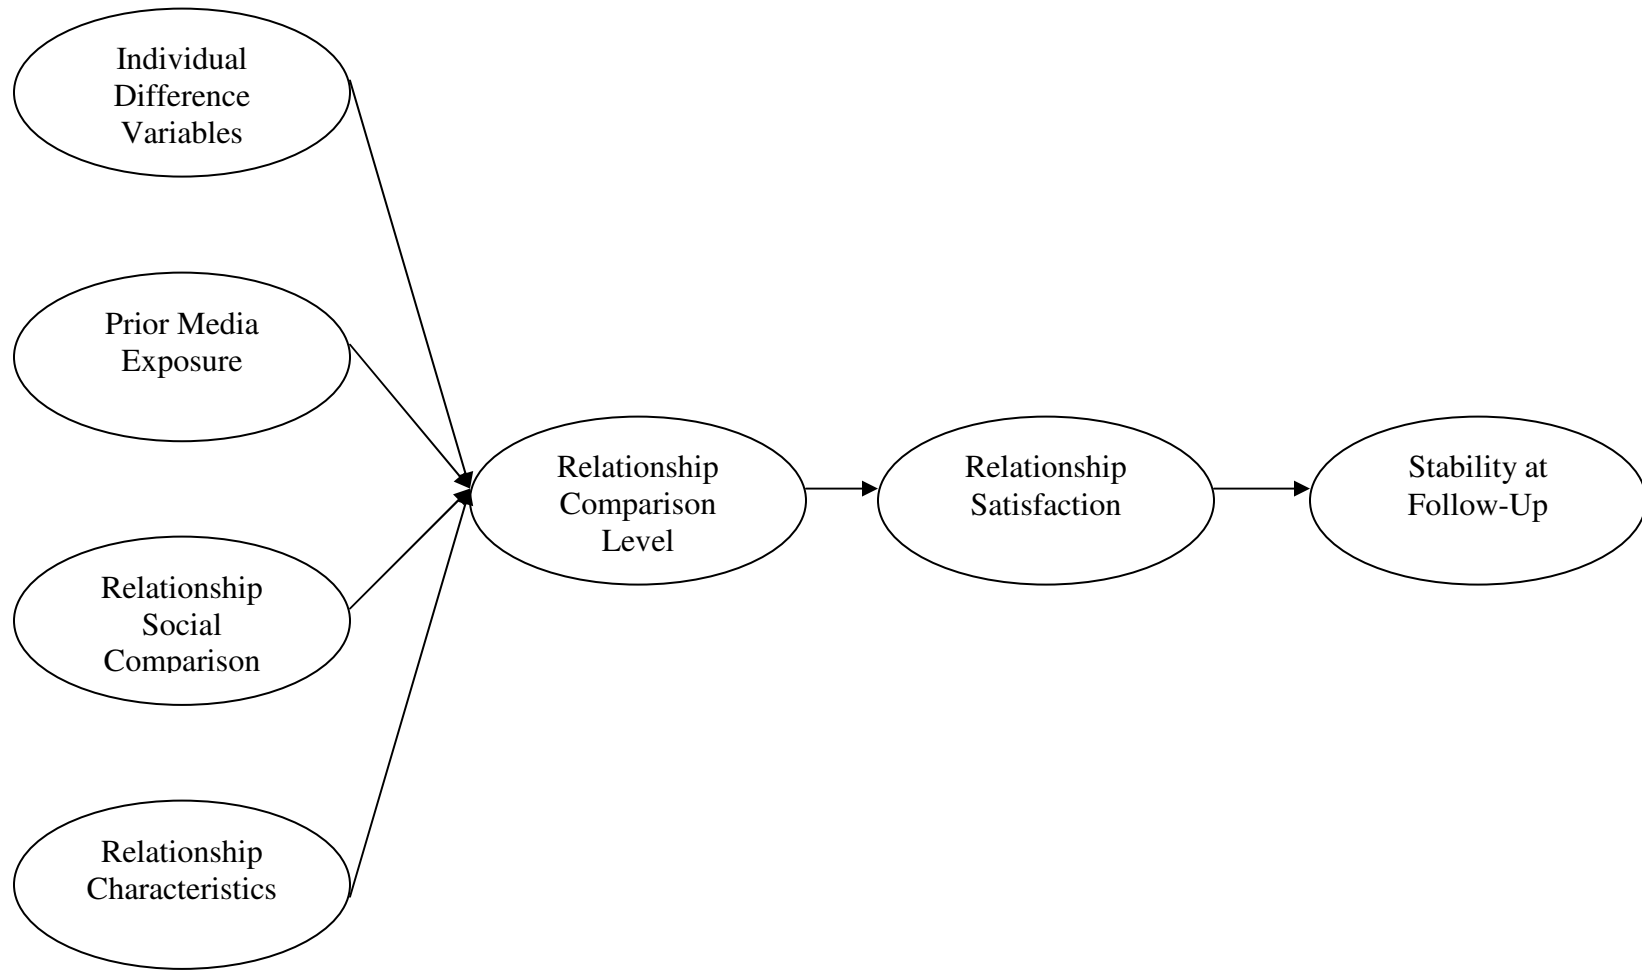 Individual
Difference
Variables
Prior Media
Exposure
Relationship
Social
Comparison
Relationship
Characteristics
Relationship
Comparison
Level
Relationship
Satisfaction
Stability at
Follow-Up